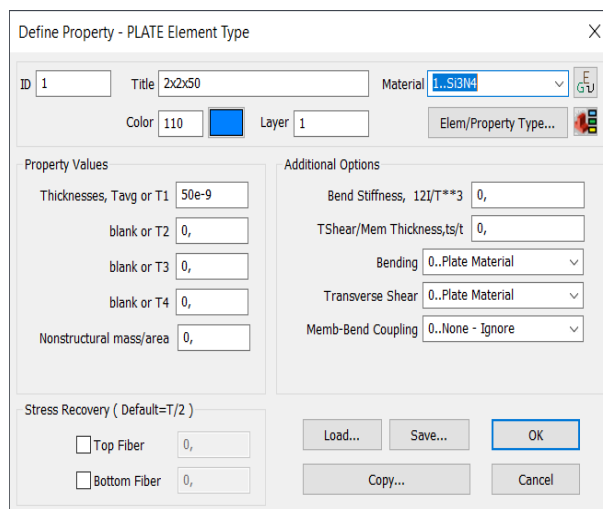 Define Property - PLATE Element Type
ID 1 Title 2x2x50 Material 1..Si3N4
Color 110 Layer 1 Elem/Property Type...
Property Values
Thicknesses, Tavg or T1 50e-9
blank or T2 0,
blank or T3 0,
blank or T4 0,
Nonstructural mass/area 0,
Additional Options
Bend Stiffness, 12I/T**3 0,
TShear/Mem Thickness,ts/t 0,
Bending 0..Plate Material
Transverse Shear 0..Plate Material
Memb-Bend Coupling 0..None - Ignore
Stress Recovery ( Default=T/2 )
Top Fiber 0,
Bottom Fiber 0,
Load... Save... OK
Copy... Cancel